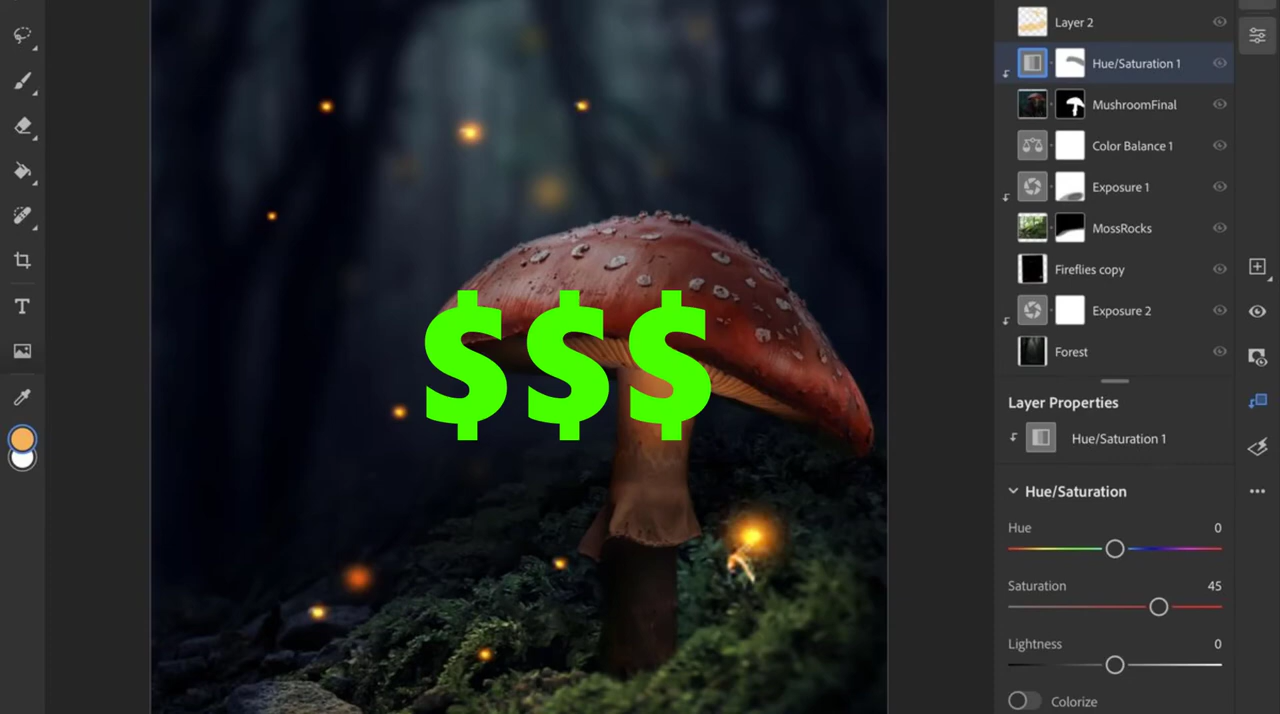 Layer 2
Hue/Saturation 1
MushroomFinal
Color Balance 1
Exposure 1
MossRocks
Fireflies copy
Exposure 2
Forest
$$$
T
Layer Properties
Hue/Saturation 1
Hue/Saturation
Hue 0
Saturation 45
Lightness 0
Colorize